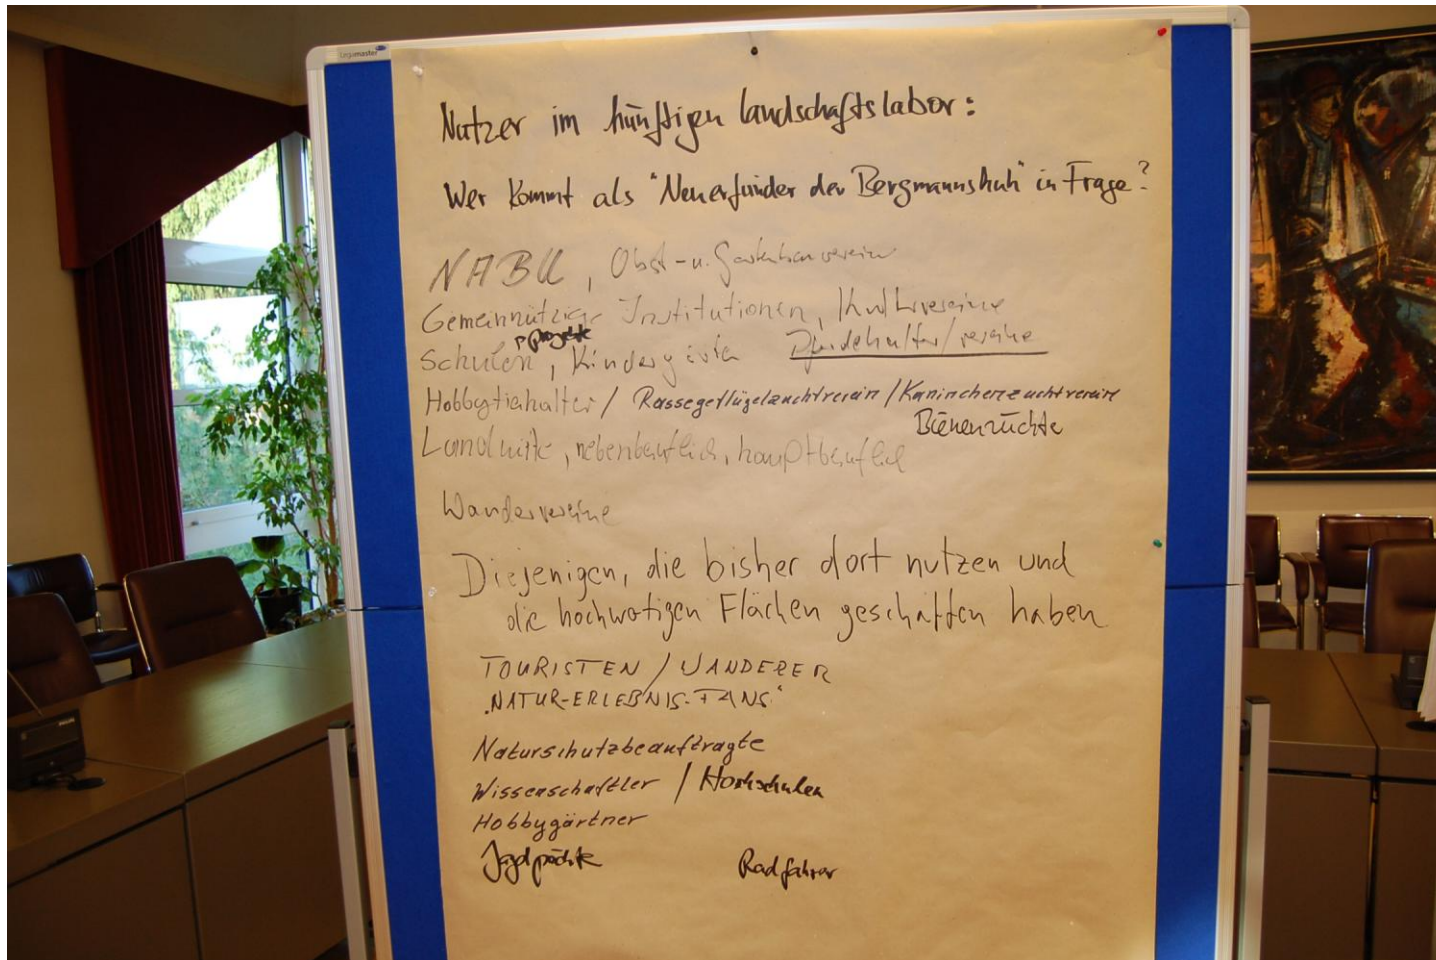 Legamaster
Nutzer im künftigen Landschaftslabor:
Wer kommt als "Neuerfinder der Bergmannskuh" in Frage?
NABU, Obst- u. Gartenbauverein
Gemeinnützige Institutionen, Kulturvereine
projekte
Schulen, Kindergärten Pferdehalter/vereine
Hobbytierhalter / Rassegeflügelzuchtverein / Kaninchenzuchtverein
Bienenzüchter
Landwirte, nebenberuflich, hauptberuflich
Wandervereine
Diejenigen, die bisher dort nutzen und
die hochwertigen Flächen geschaffen haben
TOURISTEN / WANDERER
"NATUR-ERLEBNIS-FANS"
Naturschutzbeauftragte
Wissenschaftler / Hochschulen
Hobbygärtner
Jagdpächter Radfahrer